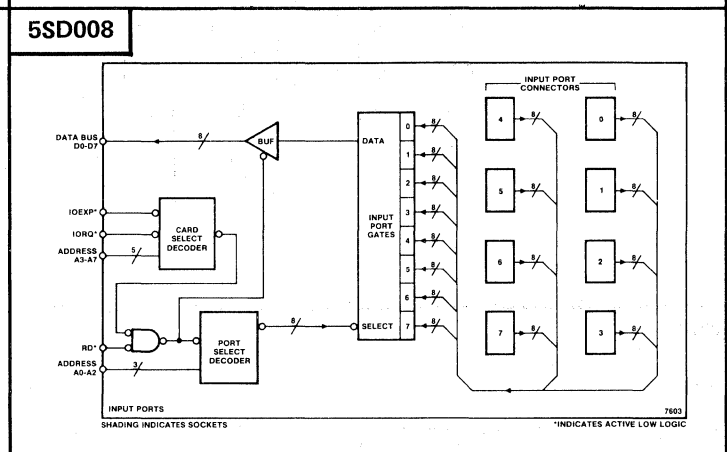 5SD008
INPUT PORT
CONNECTORS
DATA BUS
D0-D7
8
BUF
DATA
0
1
2
3
4
5
6
7
8
8
8
8
8
8
8
8
INPUT
PORT
GATES
SELECT
4
8
0
8
5
8
1
8
6
8
2
8
7
8
3
8
IOEXP*
IORQ*
ADDRESS
A3-A7
5
CARD
SELECT
DECODER
RD*
ADDRESS
A0-A2
3
PORT
SELECT
DECODER
8
INPUT PORTS
7603
SHADING INDICATES SOCKETS
*INDICATES ACTIVE LOW LOGIC